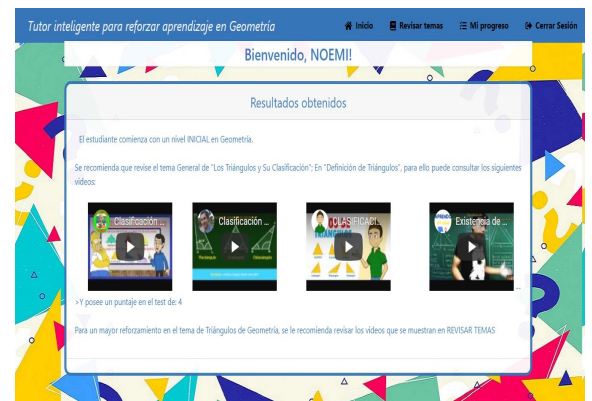 Tutor inteligente para reforzar aprendizaje en Geometría
Inicio
Revisar temas
Mi progreso
Cerrar Sesión
Bienvenido, NOEMI!
Resultados obtenidos
El estudiante comienza con un nivel INICIAL en Geometría.
Se recomienda que revise el tema General de "Los Triángulos y Su Clasificación"; En "Definición de Triángulos", para ello puede consultar los siguientes
videos:
Clasificación ...
Clasificación ...
CLASIFICACI...
Existencia de ...
TRIÁNGULOS
...
>Y posee un puntaje en el test de: 4
Para un mayor reforzamiento en el tema de Triángulos de Geometría, se le recomienda revisar los videos que se muestran en REVISAR TEMAS